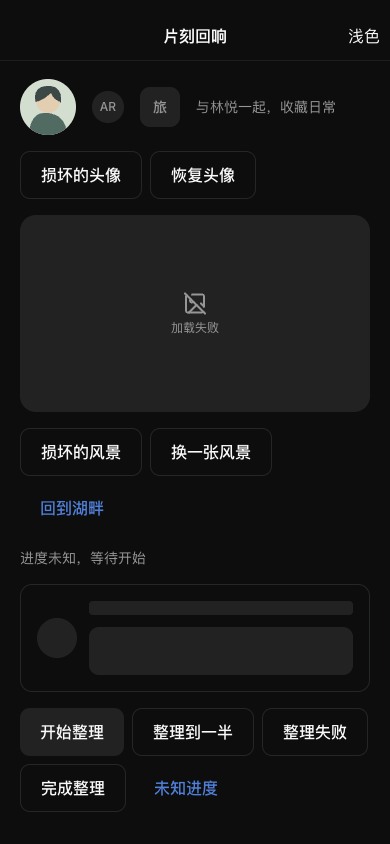 片刻回响
浅色
AR
旅
与林悦一起，收藏日常
损坏的头像
恢复头像
加载失败
损坏的风景
换一张风景
回到湖畔
进度未知，等待开始
开始整理
整理到一半
整理失败
完成整理
未知进度